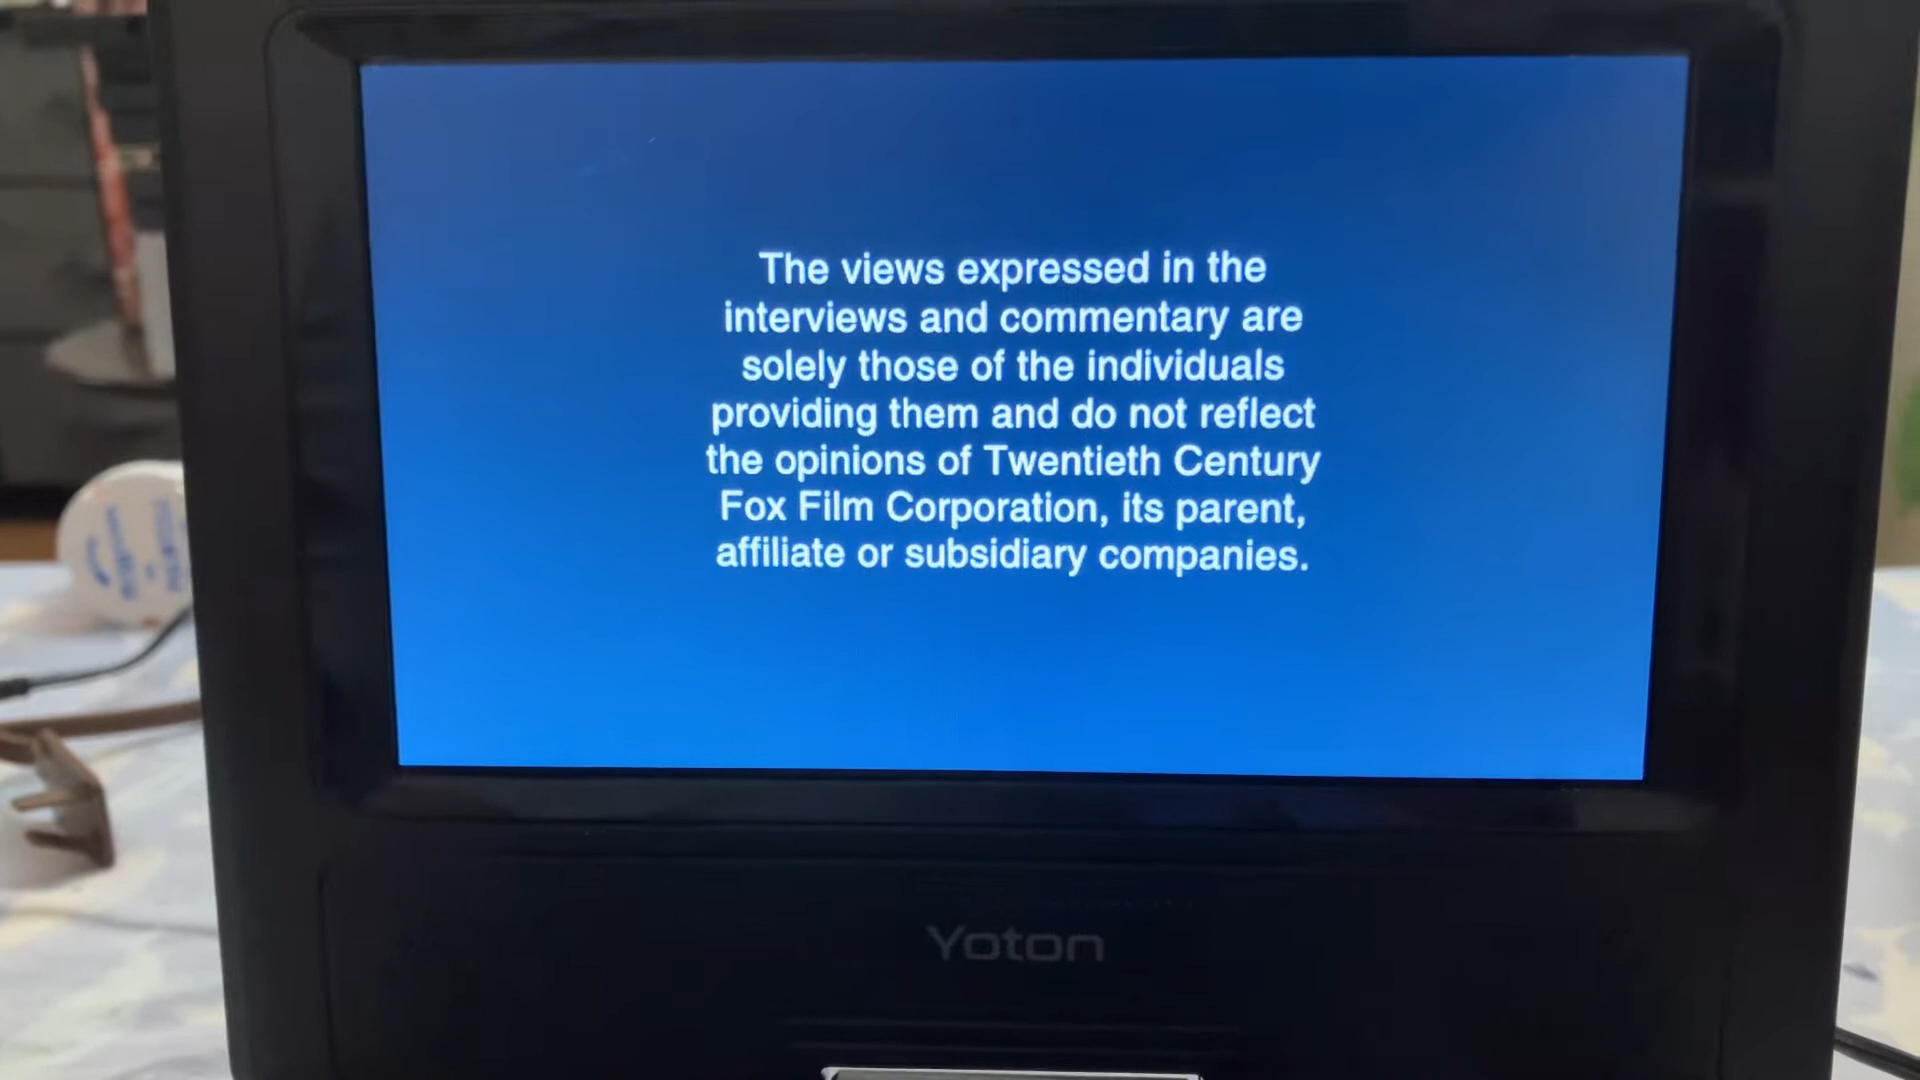 The views expressed in the
interviews and commentary are
solely those of the individuals
providing them and do not reflect
the opinions of Twentieth Century
Fox Film Corporation, its parent,
affiliate or subsidiary companies.
Yoton